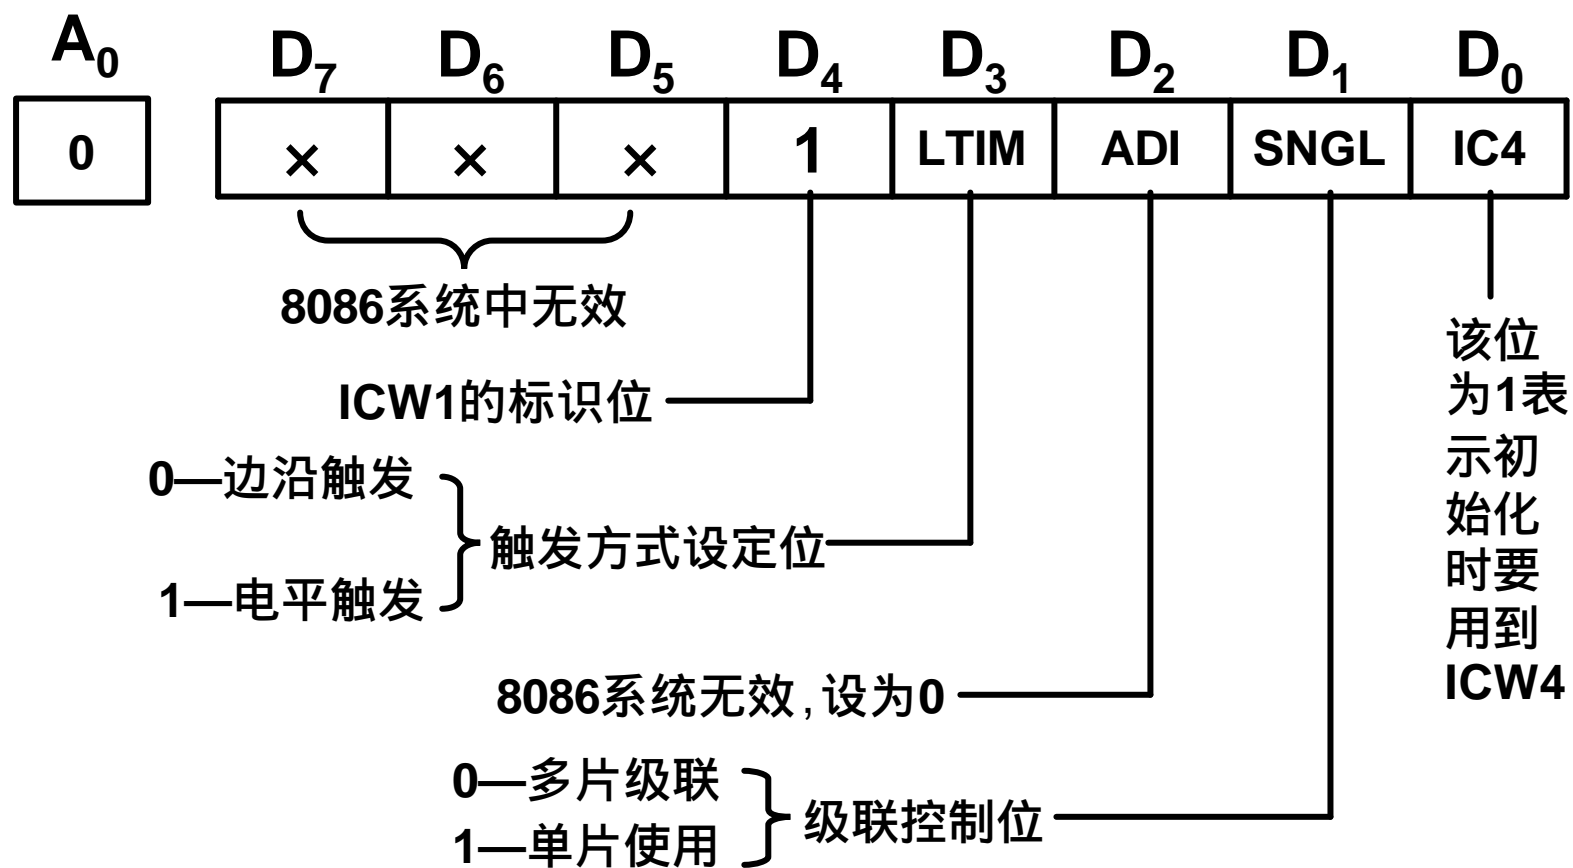 A₀ D₇ D₆ D₅ D₄ D₃ D₂ D₁ D₀
0 × × × 1 LTIM ADI SNGL IC4
8086系统中无效
ICW1的标识位
0—边沿触发
触发方式设定位
1—电平触发
8086系统无效,设为0
0—多片级联
级联控制位
1—单片使用
该位
为1表
示初
始化
时要
用到
ICW4